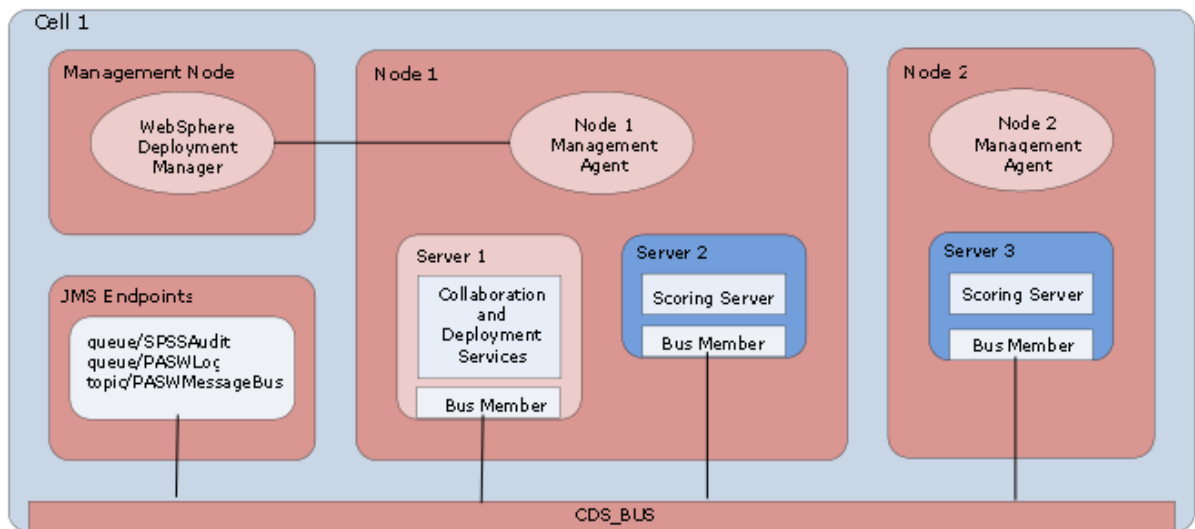 Cell 1
Management Node
WebSphere
Deployment
Manager
Node 1
Node 1
Management
Agent
Node 2
Node 2
Management
Agent
JMS Endpoints
queue/SPSSAudit
queue/PASWLog
topic/PASWMessageBus
Server 1
Collaboration
and
Deployment
Services
Bus Member
Server 2
Scoring Server
Bus Member
Server 3
Scoring Server
Bus Member
CDS_BUS